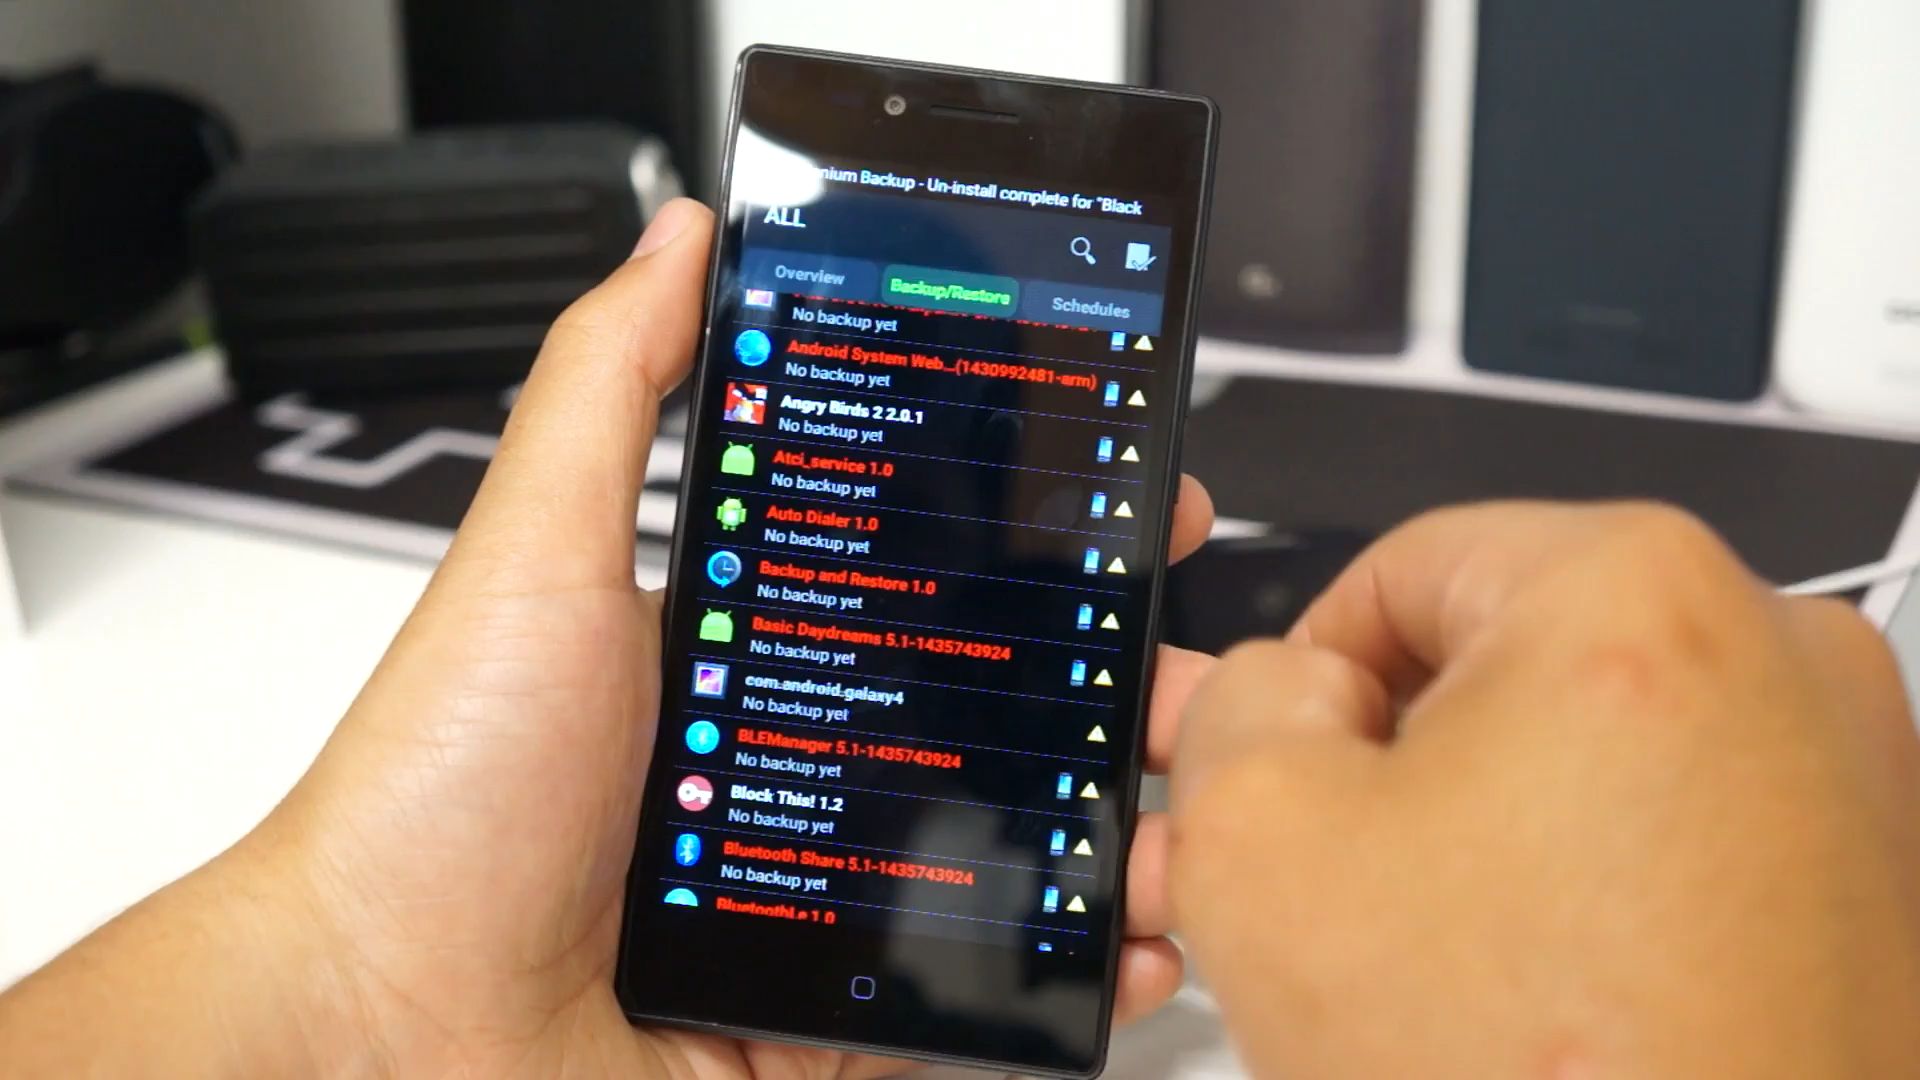 Backup - Un-install complete for "Black
ALL
Overview
Backup/Restore
Schedules
No backup yet
Android System Web_(1430992481-arm)
No backup yet
Angry Birds 2 2.0.1
No backup yet
Atci_service 1.0
No backup yet
Auto Dialer 1.0
No backup yet
Backup and Restore 1.0
No backup yet
Basic Daydreams 5.1-1435743924
No backup yet
com.android.galaxy4
No backup yet
BLEManager 5.1-1435743924
No backup yet
Block This! 1.2
No backup yet
Bluetooth Share 5.1-1435743924
No backup yet
BluetoothLe 1.0